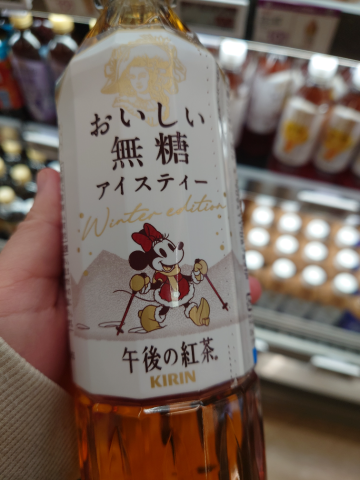 おいしい
無糖
アイスティー
Winter edition
午後の紅茶®
KIRIN